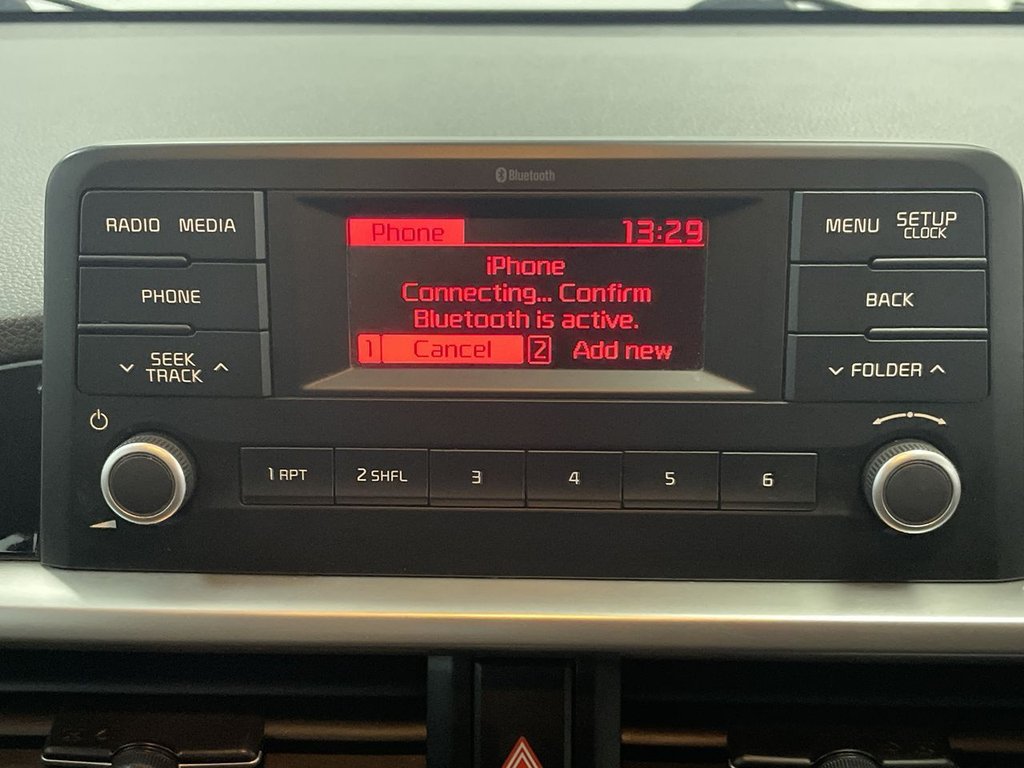 Bluetooth
RADIO MEDIA
PHONE
SEEK
TRACK
Phone 13:29
iPhone
Connecting... Confirm
Bluetooth is active.
1 Cancel 2 Add new
MENU SETUP
CLOCK
BACK
FOLDER
1 RPT 2 SHFL 3 4 5 6